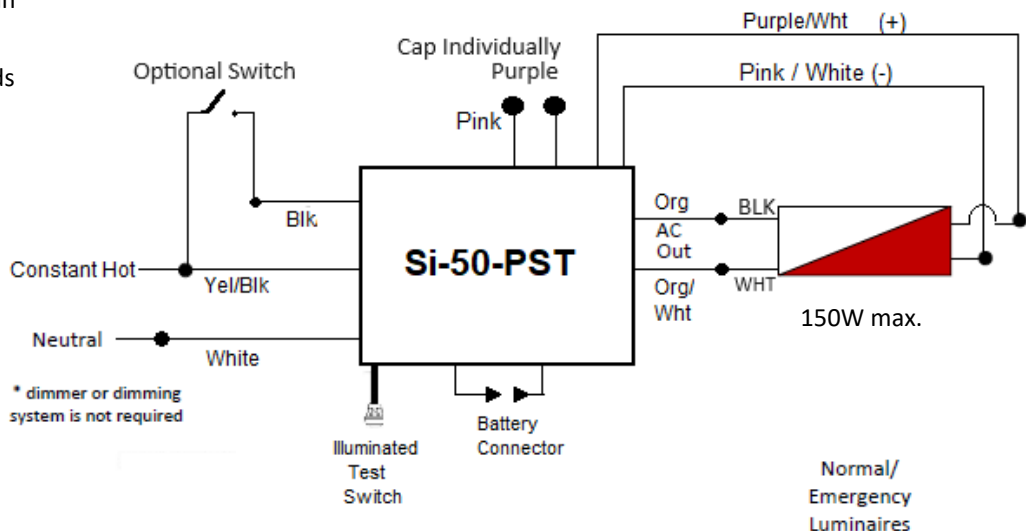 n
ds
Optional Switch
Cap Individually
Purple
Pink
Purple/Wht (+)
Pink / White (-)
Blk
Constant Hot
Yel/Blk
Neutral
White
* dimmer or dimming
system is not required
Si-50-PST
Org
AC
Out
Org/
Wht
BLK
WHT
150W max.
Illuminated
Test
Switch
Battery
Connector
Normal/
Emergency
Luminaires